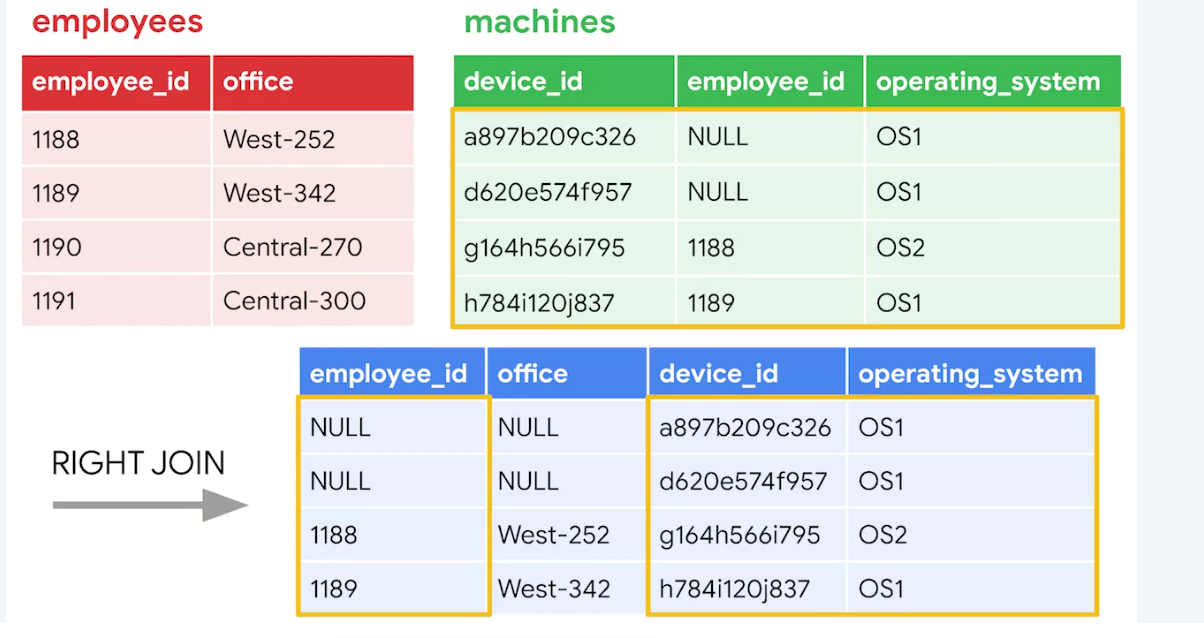 employees
employee_id office
1188 West-252
1189 West-342
1190 Central-270
1191 Central-300
machines
device_id employee_id operating_system
a897b209c326 NULL OS1
d620e574f957 NULL OS1
g164h566i795 1188 OS2
h784i120j837 1189 OS1
RIGHT JOIN
employee_id office device_id operating_system
NULL NULL a897b209c326 OS1
NULL NULL d620e574f957 OS1
1188 West-252 g164h566i795 OS2
1189 West-342 h784i120j837 OS1